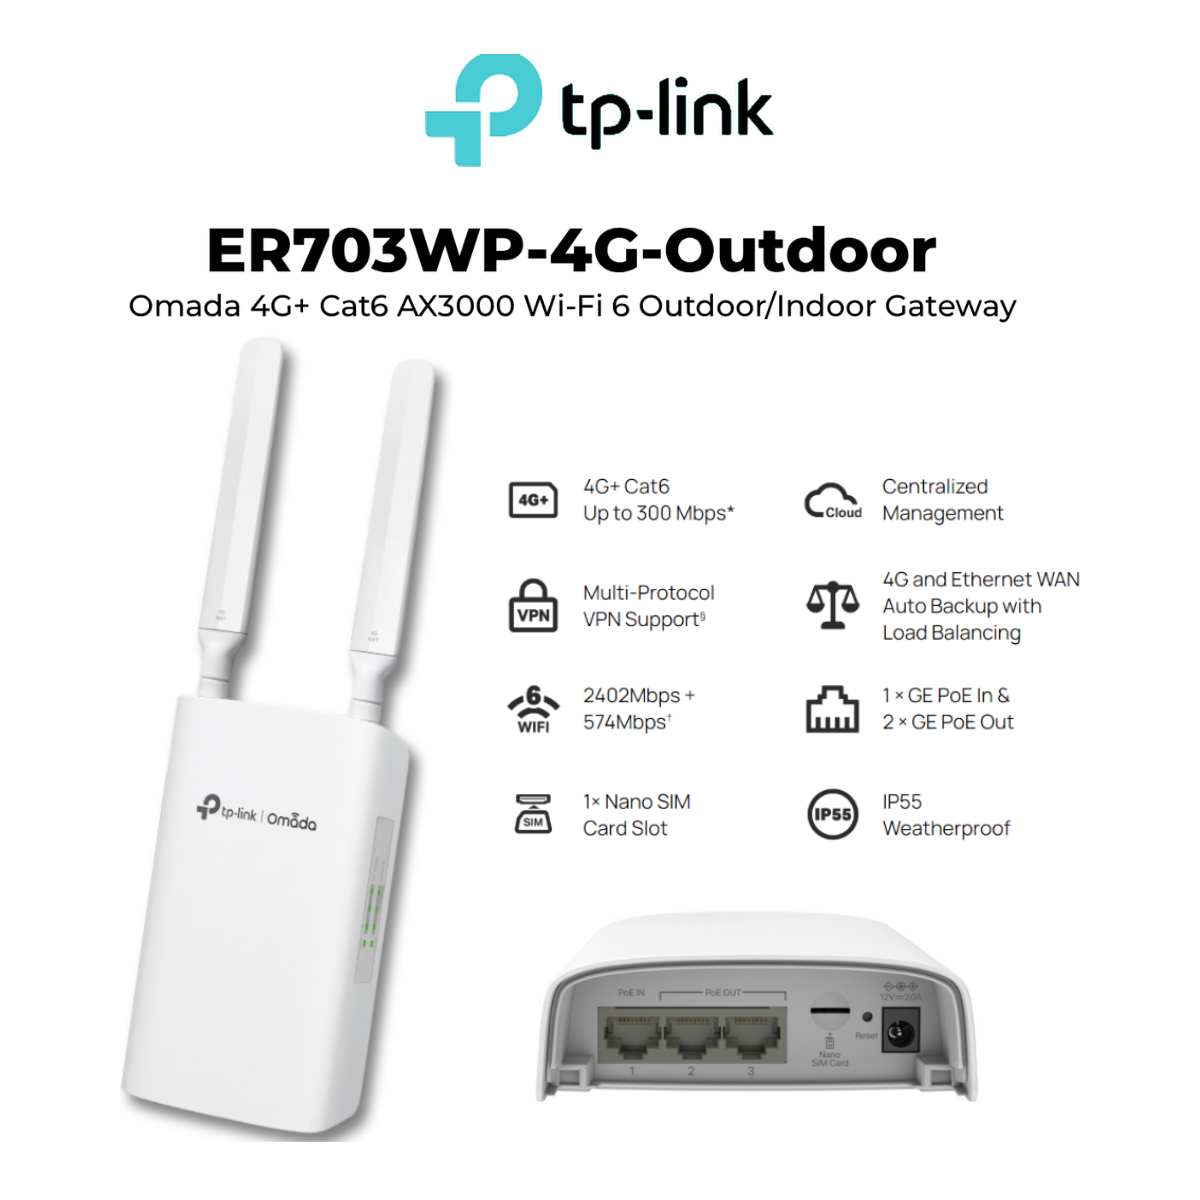 tp-link
ER703WP-4G-Outdoor
Omada 4G+ Cat6 AX3000 Wi-Fi 6 Outdoor/Indoor Gateway
4G+
4G+ Cat6
Up to 300 Mbps*
Cloud
Centralized
Management
VPN
Multi-Protocol
VPN Support§
4G and Ethernet WAN
Auto Backup with
Load Balancing
6
WIFI
2402Mbps +
574Mbps†
1 × GE PoE In &
2 × GE PoE Out
SIM
1× Nano SIM
Card Slot
IP55
IP55
Weatherproof
4G
ANT
4G
ANT
tp-link | omada
PoE IN
PoE OUT
12V⎓2.0A
Reset
Nano
SIM Card
1 2 3